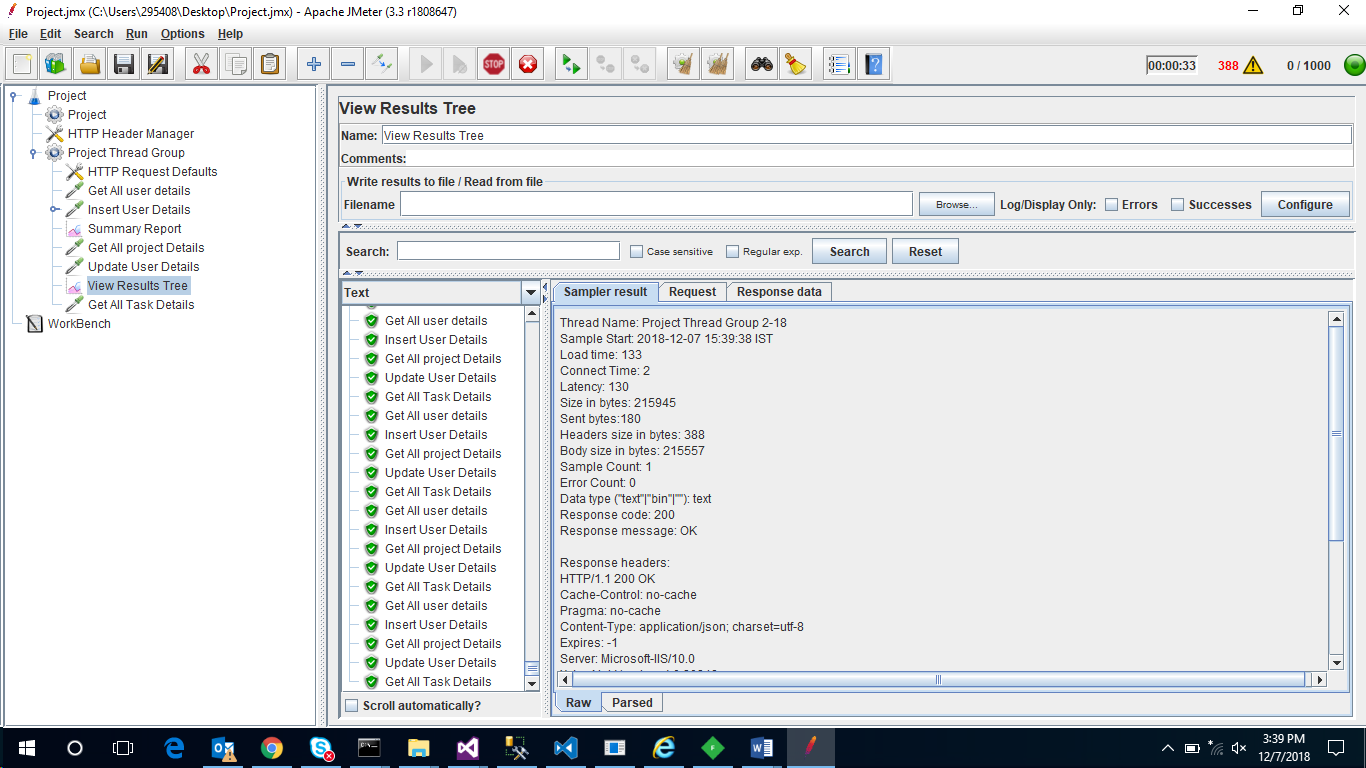 Project.jmx (C:\Users\295408\Desktop\Project.jmx) - Apache JMeter (3.3 r1808647)
File Edit Search Run Options Help
STOP
00:00:33 388 0 / 1000
Project
Project
HTTP Header Manager
Project Thread Group
HTTP Request Defaults
Get All user details
Insert User Details
Summary Report
Get All project Details
Update User Details
View Results Tree
Get All Task Details
WorkBench
View Results Tree
Name: View Results Tree
Comments:
Write results to file / Read from file
Filename Browse... Log/Display Only: Errors Successes Configure
Search: Case sensitive Regular exp. Search Reset
Text
Get All user details
Insert User Details
Get All project Details
Update User Details
Get All Task Details
Get All user details
Insert User Details
Get All project Details
Update User Details
Get All Task Details
Get All user details
Insert User Details
Get All project Details
Update User Details
Get All Task Details
Get All user details
Insert User Details
Get All project Details
Update User Details
Get All Task Details
Scroll automatically?
Sampler result Request Response data
Thread Name: Project Thread Group 2-18
Sample Start: 2018-12-07 15:39:38 IST
Load time: 133
Connect Time: 2
Latency: 130
Size in bytes: 215945
Sent bytes:180
Headers size in bytes: 388
Body size in bytes: 215557
Sample Count: 1
Error Count: 0
Data type ("text"|"bin"|""): text
Response code: 200
Response message: OK
Response headers:
HTTP/1.1 200 OK
Cache-Control: no-cache
Pragma: no-cache
Content-Type: application/json; charset=utf-8
Expires: -1
Server: Microsoft-IIS/10.0
Raw Parsed
3:39 PM
12/7/2018